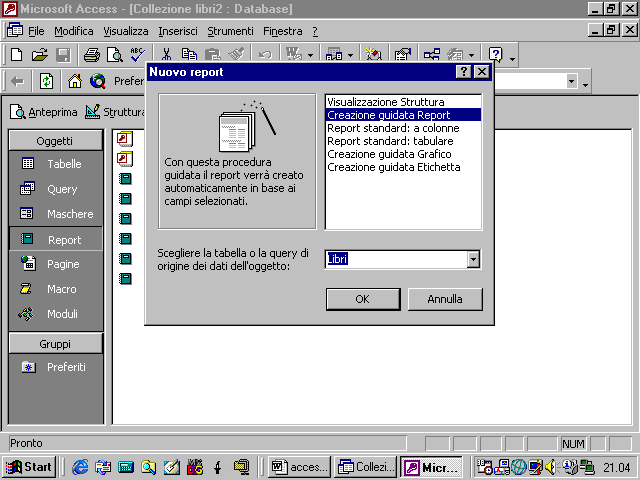 Microsoft Access - [Collezione libri2 : Database]
File Modifica Visualizza Inserisci Strumenti Finestra ?
Prefer
Anteprima Struttura
Nuovo report
Oggetti
Tabelle
Query
Maschere
Report
Pagine
Macro
Moduli
Gruppi
Preferiti
Con questa procedura
guidata il report verrà creato
automaticamente in base ai
campi selezionati.
Visualizzazione Struttura
Creazione guidata Report
Report standard: a colonne
Report standard: tabulare
Creazione guidata Grafico
Creazione guidata Etichetta
Scegliere la tabella o la query di
origine dei dati dell'oggetto:
Libri
OK Annulla
Pronto
NUM
Start
acces...
Collezi...
Micr...
21.04